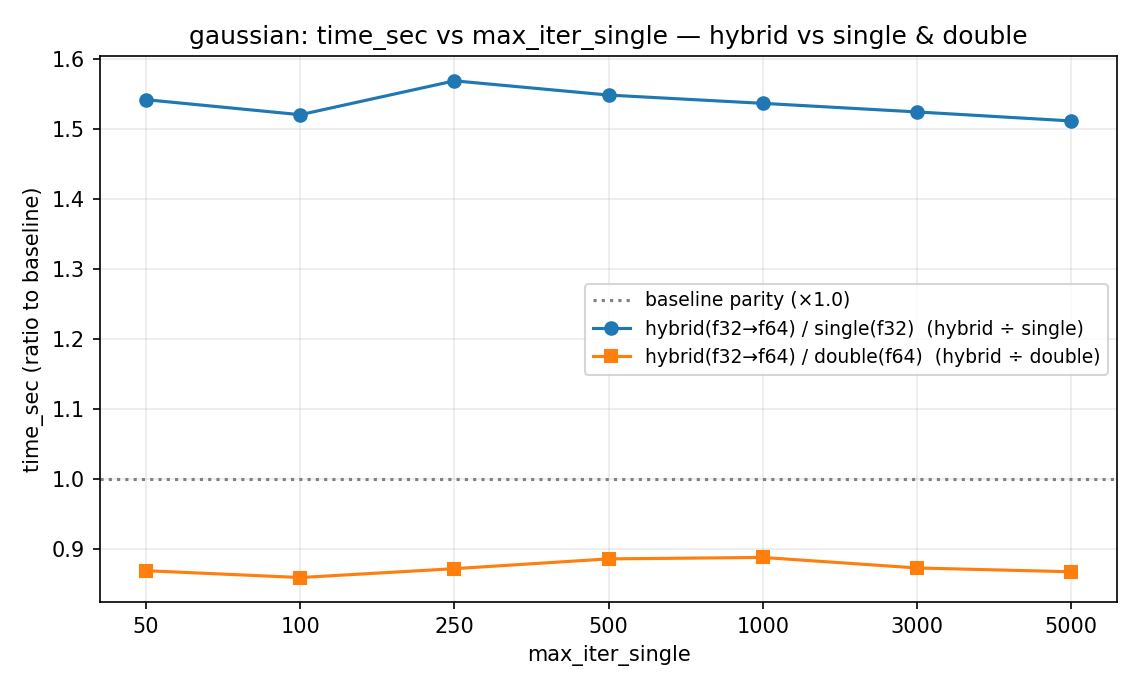 gaussian: time_sec vs max_iter_single — hybrid vs single & double
time_sec (ratio to baseline)
1.6
1.5
1.4
1.3
1.2
1.1
1.0
0.9
baseline parity (×1.0)
hybrid(f32→f64) / single(f32)  (hybrid ÷ single)
hybrid(f32→f64) / double(f64)  (hybrid ÷ double)
50 100 250 500 1000 3000 5000
max_iter_single